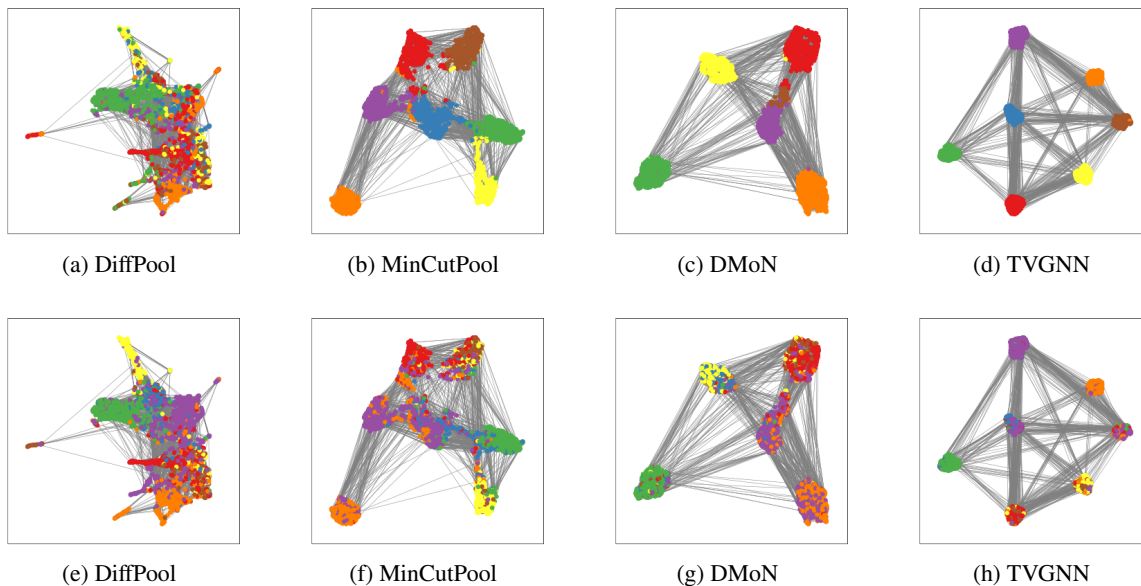 (a) DiffPool (b) MinCutPool (c) DMoN (d) TVGNN
(e) DiffPool (f) MinCutPool (g) DMoN (h) TVGNN